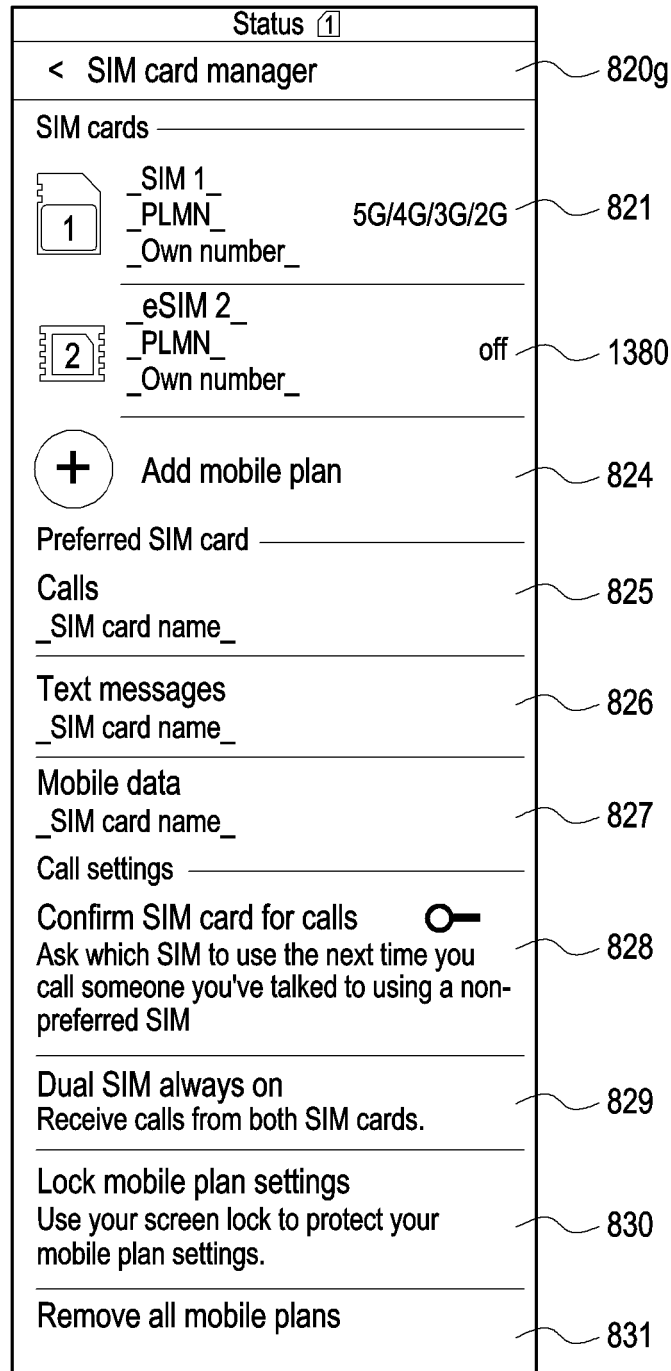 Status 1
< SIM card manager 820g
SIM cards
_SIM 1_
1 _PLMN_ 5G/4G/3G/2G 821
_Own number_
_eSIM 2_
2 _PLMN_ off 1380
_Own number_
+ Add mobile plan 824
Preferred SIM card
Calls 825
_SIM card name_
Text messages 826
_SIM card name_
Mobile data
_SIM card name_ 827
Call settings
Confirm SIM card for calls
Ask which SIM to use the next time you 828
call someone you've talked to using a non-
preferred SIM
Dual SIM always on 829
Receive calls from both SIM cards.
Lock mobile plan settings
Use your screen lock to protect your 830
mobile plan settings.
Remove all mobile plans 831